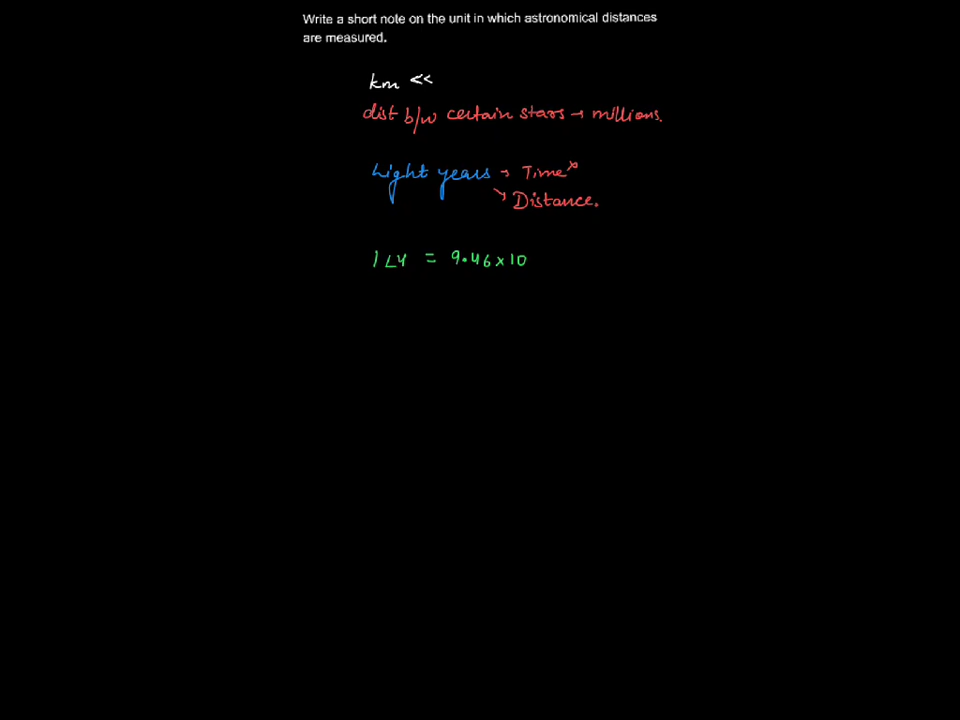 Write a short note on the unit in which astronomical distances
are measured.
km <<
dist b/w certain stars → millions.
Light years → Time x
→ Distance.
1 LY = 9.46 x 10